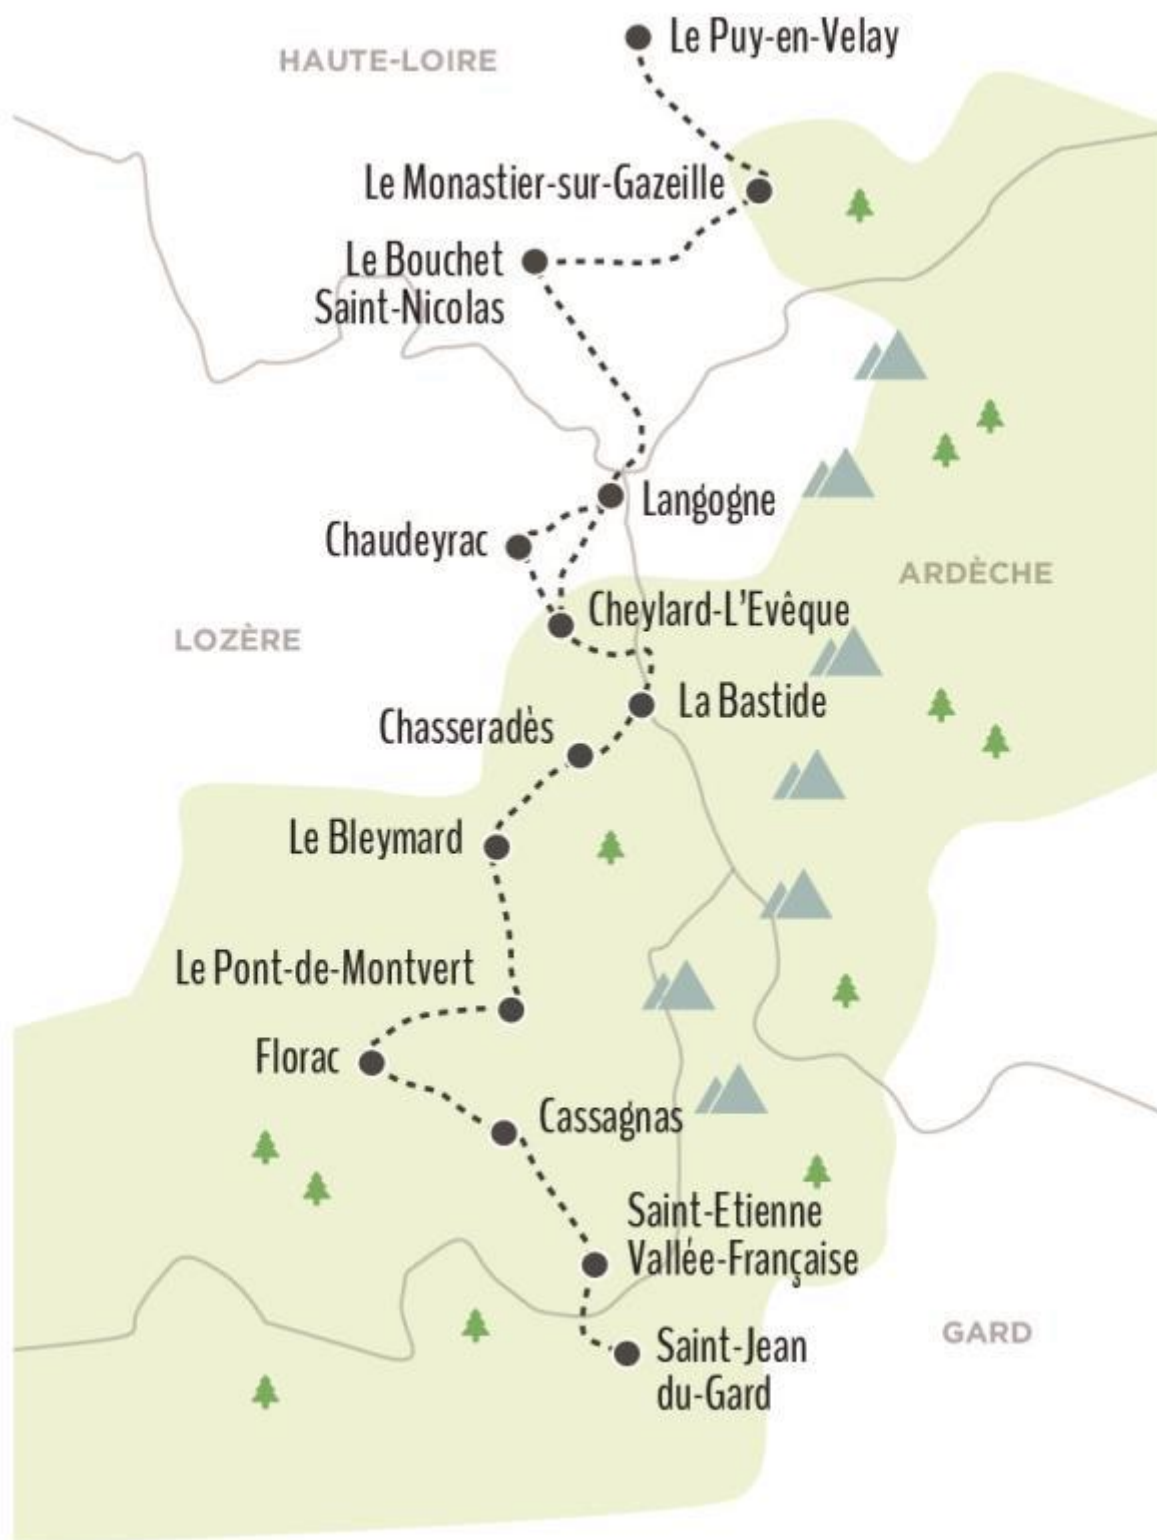 Le Puy-en-Velay
HAUTE-LOIRE
Le Monastier-sur-Gazeille
Le Bouchet
Saint-Nicolas
Langogne
Chaudeyrac
ARDÈCHE
Cheylard-L'Evêque
LOZÈRE
La Bastide
Chasseradès
Le Bleymard
Le Pont-de-Montvert
Florac
Cassagnas
Saint-Etienne
Vallée-Française
GARD
Saint-Jean
du-Gard